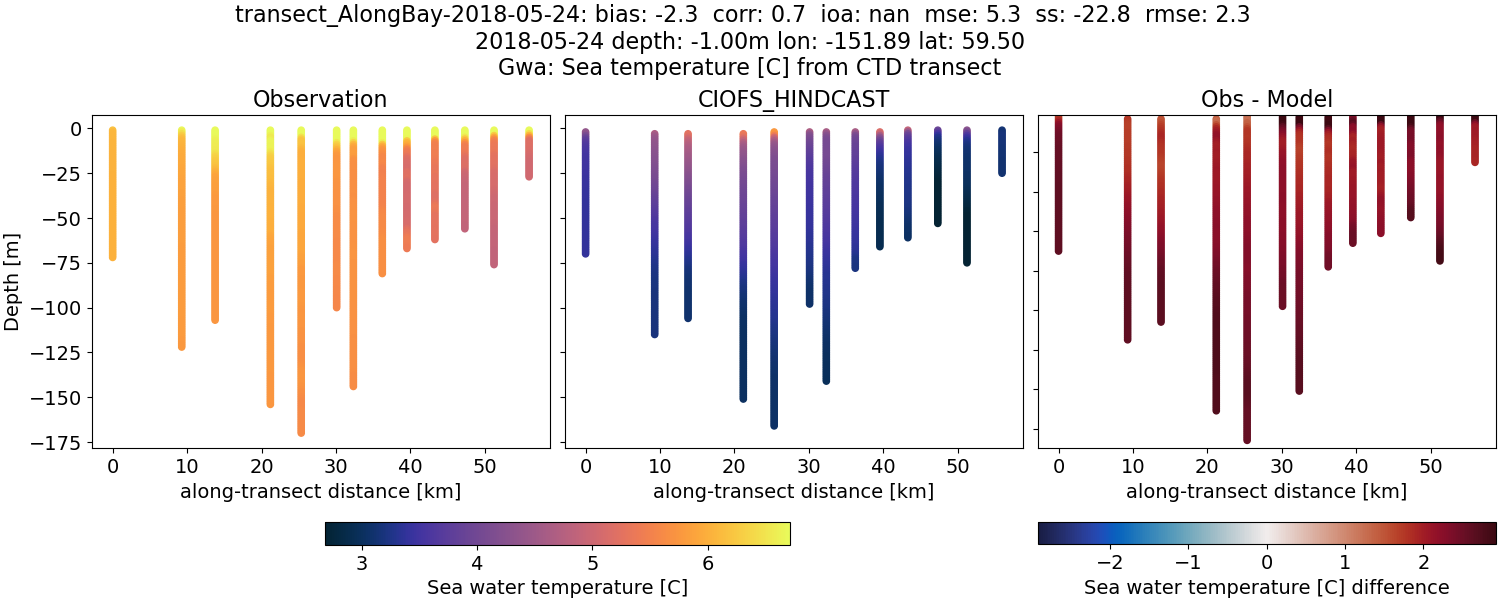 transect_AlongBay-2018-05-24: bias: -2.3  corr: 0.7  ioa: nan  mse: 5.3  ss: -22.8  rmse: 2.3
2018-05-24 depth: -1.00m lon: -151.89 lat: 59.50
Gwa: Sea temperature [C] from CTD transect
Observation
CIOFS_HINDCAST
Obs - Model
Depth [m]
0
−25
−50
−75
−100
−125
−150
−175
0 10 20 30 40 50
0 10 20 30 40 50
0 10 20 30 40 50
along-transect distance [km]
along-transect distance [km]
along-transect distance [km]
3 4 5 6
Sea water temperature [C]
−2 −1 0 1 2
Sea water temperature [C] difference